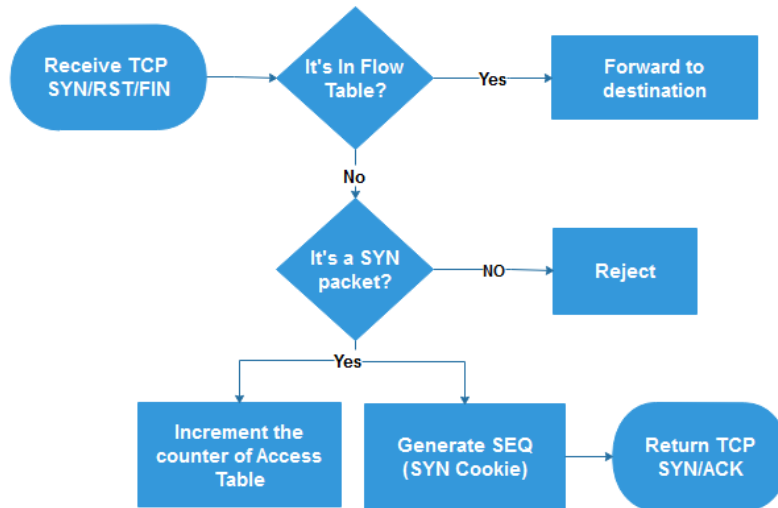 Receive TCP
SYN/RST/FIN
It's In Flow
Table?
Yes
Forward to
destination
No
It's a SYN
packet?
NO
Reject
Yes
Increment the
counter of Access
Table
Generate SEQ
(SYN Cookie)
Return TCP
SYN/ACK